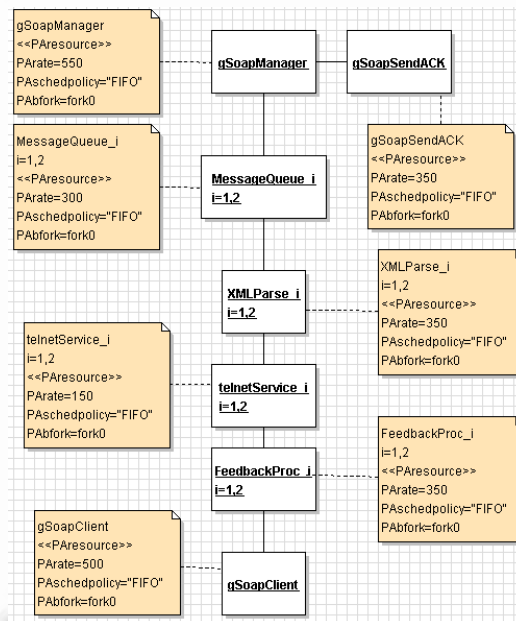 gSoapManager
<<PAresource>>
PArate=550
PAschedpolicy="FIFO"
PAbfork=fork0
gSoapManager
gSoapSendACK
MessageQueue_i
i=1,2
<<PAresource>>
PArate=300
PAschedpolicy="FIFO"
PAbfork=fork0
MessageQueue_i
i=1,2
gSoapSendACK
<<PAresource>>
PArate=350
PAschedpolicy="FIFO"
PAbfork=fork0
XMLParse_i
i=1,2
XMLParse_i
i=1,2
<<PAresource>>
PArate=350
PAschedpolicy="FIFO"
PAbfork=fork0
telnetService_i
i=1,2
<<PAresource>>
PArate=150
PAschedpolicy="FIFO"
PAbfork=fork0
telnetService_i
i=1,2
FeedbackProc_i
i=1,2
FeedbackProc_i
i=1,2
<<PAresource>>
PArate=350
PAschedpolicy="FIFO"
PAbfork=fork0
gSoapClient
<<PAresource>>
PArate=500
PAschedpolicy="FIFO"
PAbfork=fork0
gSoapClient